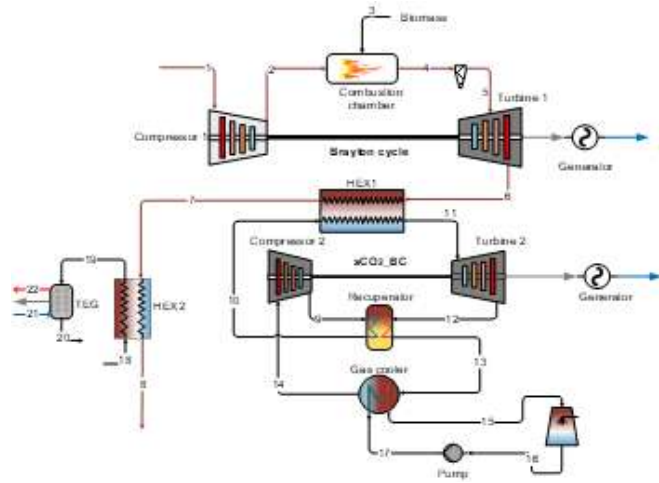 3
Biomass
1
2
4
5
Combustion
chamber
Turbine 1
Compressor 1
Brayton cycle
Generator
HEX1
6
7
11
Compressor 2
sCO2_BC
Turbine 2
19
22
21
TEG
20
18
HEX2
8
10
9
Recuperator
12
Generator
13
Gas cooler
14
15
17
16
Pump